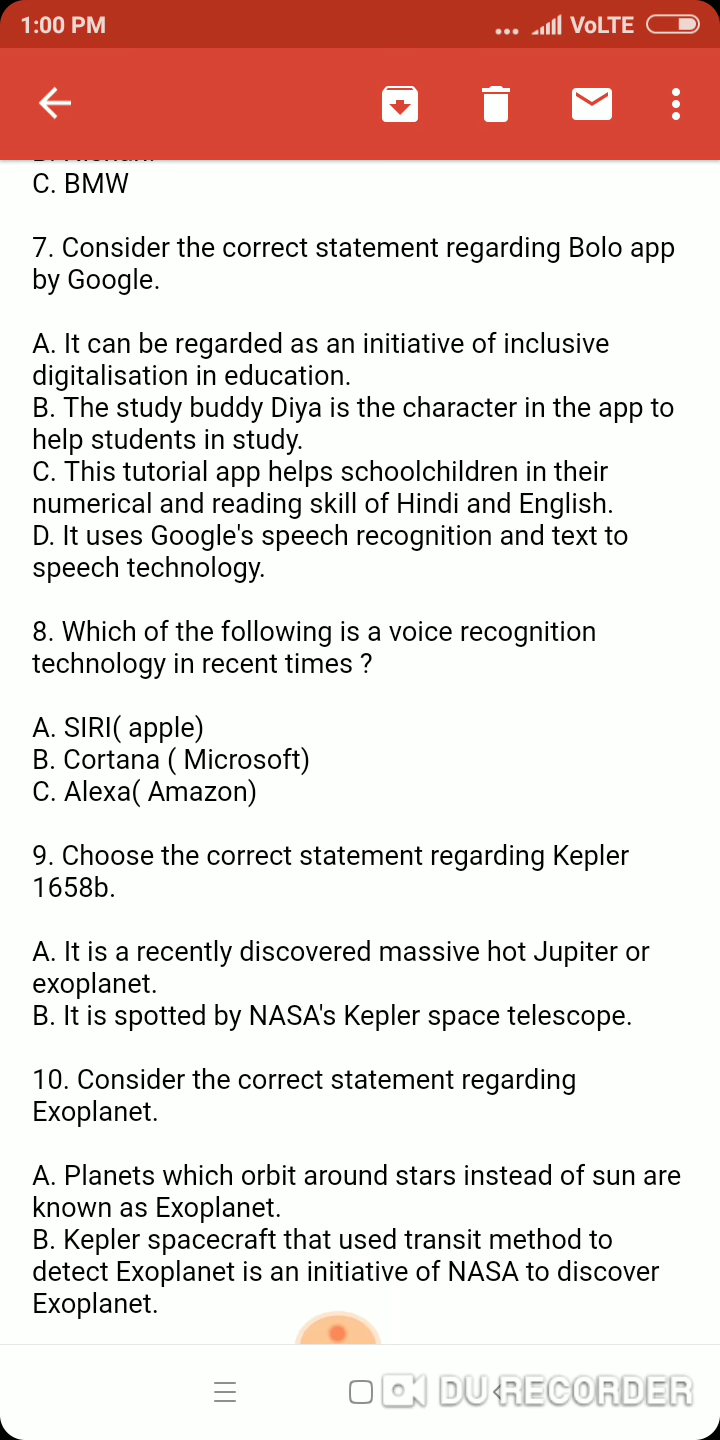 1:00 PM
VoLTE
C. BMW
7. Consider the correct statement regarding Bolo app
by Google.
A. It can be regarded as an initiative of inclusive
digitalisation in education.
B. The study buddy Diya is the character in the app to
help students in study.
C. This tutorial app helps schoolchildren in their
numerical and reading skill of Hindi and English.
D. It uses Google's speech recognition and text to
speech technology.
8. Which of the following is a voice recognition
technology in recent times ?
A. SIRI( apple)
B. Cortana ( Microsoft)
C. Alexa( Amazon)
9. Choose the correct statement regarding Kepler
1658b.
A. It is a recently discovered massive hot Jupiter or
exoplanet.
B. It is spotted by NASA's Kepler space telescope.
10. Consider the correct statement regarding
Exoplanet.
A. Planets which orbit around stars instead of sun are
known as Exoplanet.
B. Kepler spacecraft that used transit method to
detect Exoplanet is an initiative of NASA to discover
Exoplanet.
DU RECORDER